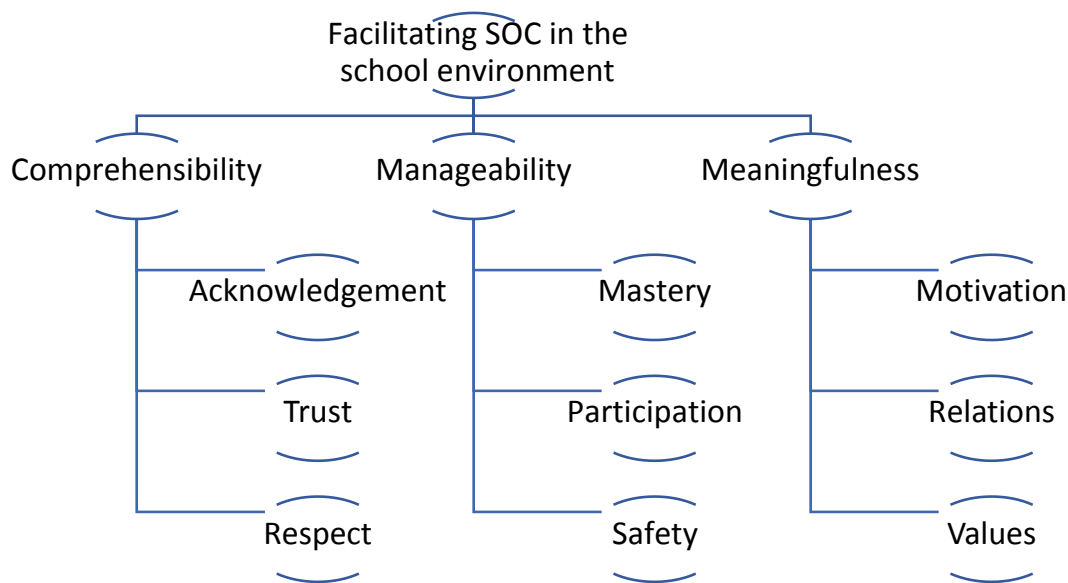 Facilitating SOC in the
school environment
Comprehensibility
Manageability
Meaningfulness
Acknowledgement
Mastery
Motivation
Trust
Participation
Relations
Respect
Safety
Values